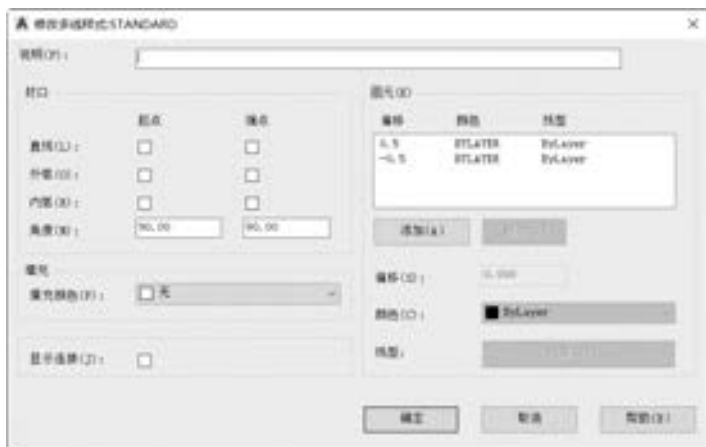 修改多线样式:STANDARD
说明(P):
封口
起点 端点
直线(L):
外弧(O):
内弧(R):
角度(N): 90.00 90.00
填充
填充颜色(F): 无
显示连接(J):
图元(E)
偏移 颜色 线型
0.5 BYLAYER ByLayer
-0.5 BYLAYER ByLayer
添加(A)
偏移(S): 0.000
颜色(C): ByLayer
线型:
确定 取消 帮助(H)